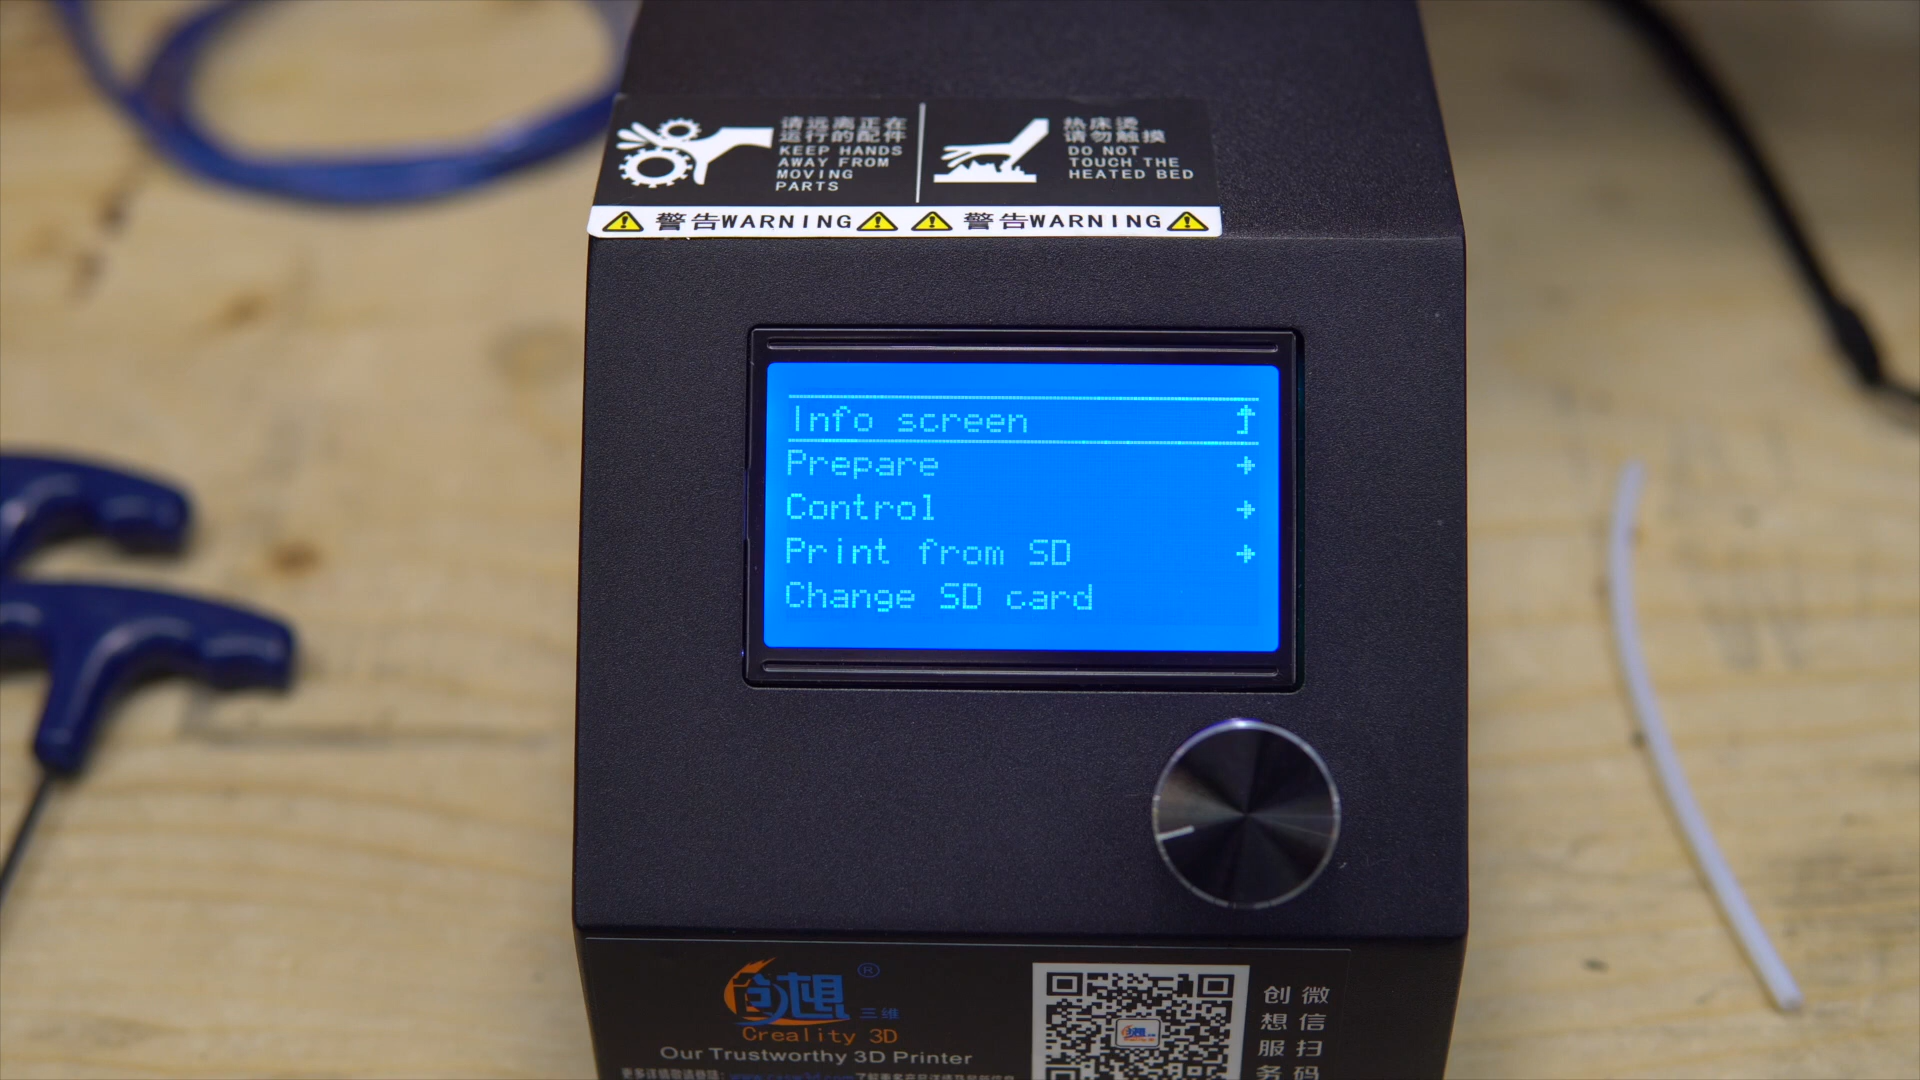 请远离正在
运行的配件
KEEP HANDS
AWAY FROM
MOVING
PARTS
热床烫
请勿触摸
DO NOT
TOUCH THE
HEATED BED
警告WARNING
警告WARNING
Info screen
Prepare
Control
Print from SD
Change SD card
创想®
三维
Creality 3D
Our Trustworthy 3D Printer
微信扫码
创想服务